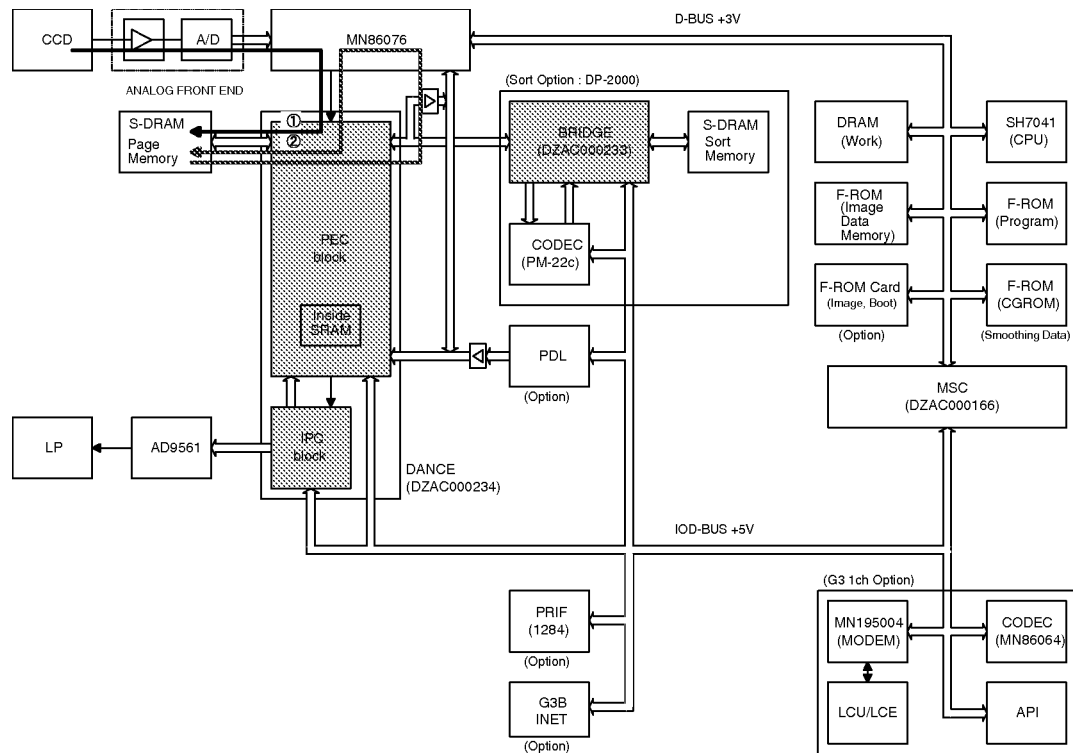 D-BUS +3V
CCD
A/D
MN86076
ANALOG FRONT END
(Sort Option : DP-2000)
S-DRAM
Page
Memory
①
②
BRIDGE
(DZAC000233)
S-DRAM
Sort
Memory
DRAM
(Work)
SH7041
(CPU)
F-ROM
(Image
Data
Memory)
F-ROM
(Program)
PEC
block
CODEC
(PM-22c)
F-ROM Card
(Image, Boot)
(Option)
F-ROM
(CGROM)
(Smoothing Data)
Inside
SRAM
PDL
(Option)
MSC
(DZAC000166)
LP
AD9561
IPC
block
DANCE
(DZAC000234)
IOD-BUS +5V
(G3 1ch Option)
PRIF
(1284)
(Option)
MN195004
(MODEM)
CODEC
(MN86064)
G3B
INET
(Option)
LCU/LCE
API